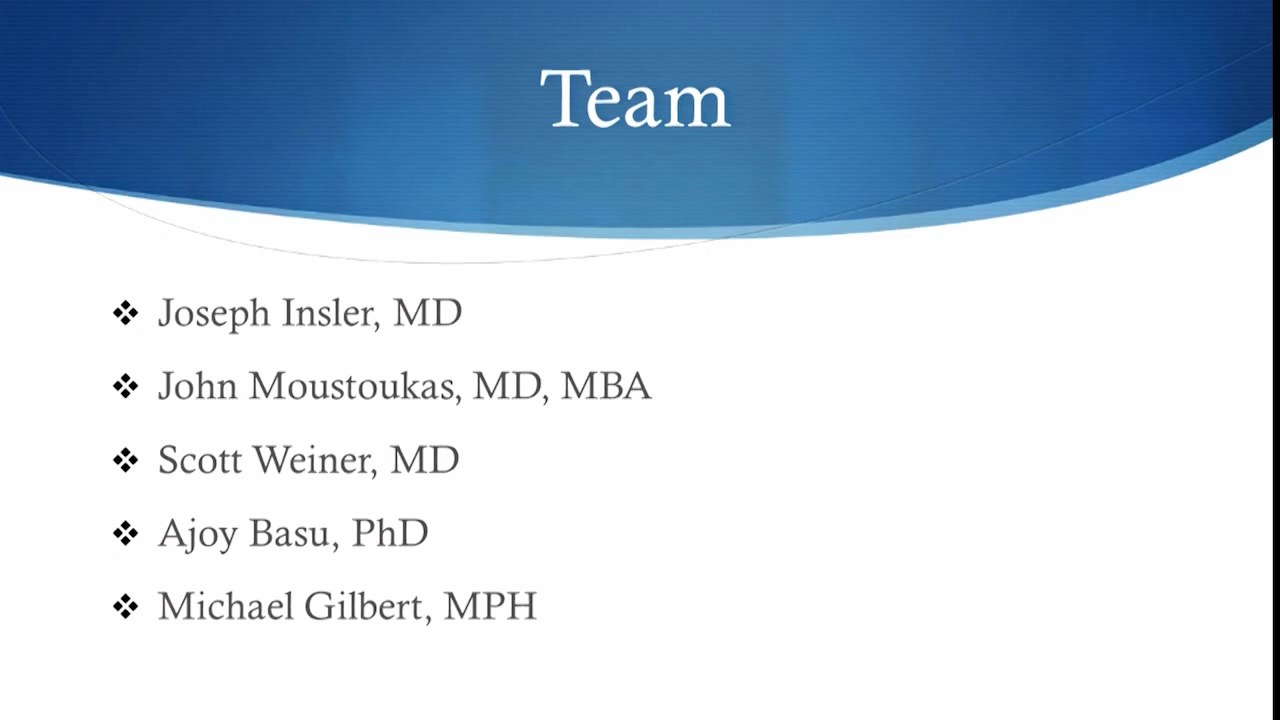 Team
❖ Joseph Insler, MD
❖ John Moustoukas, MD, MBA
❖ Scott Weiner, MD
❖ Ajoy Basu, PhD
❖ Michael Gilbert, MPH